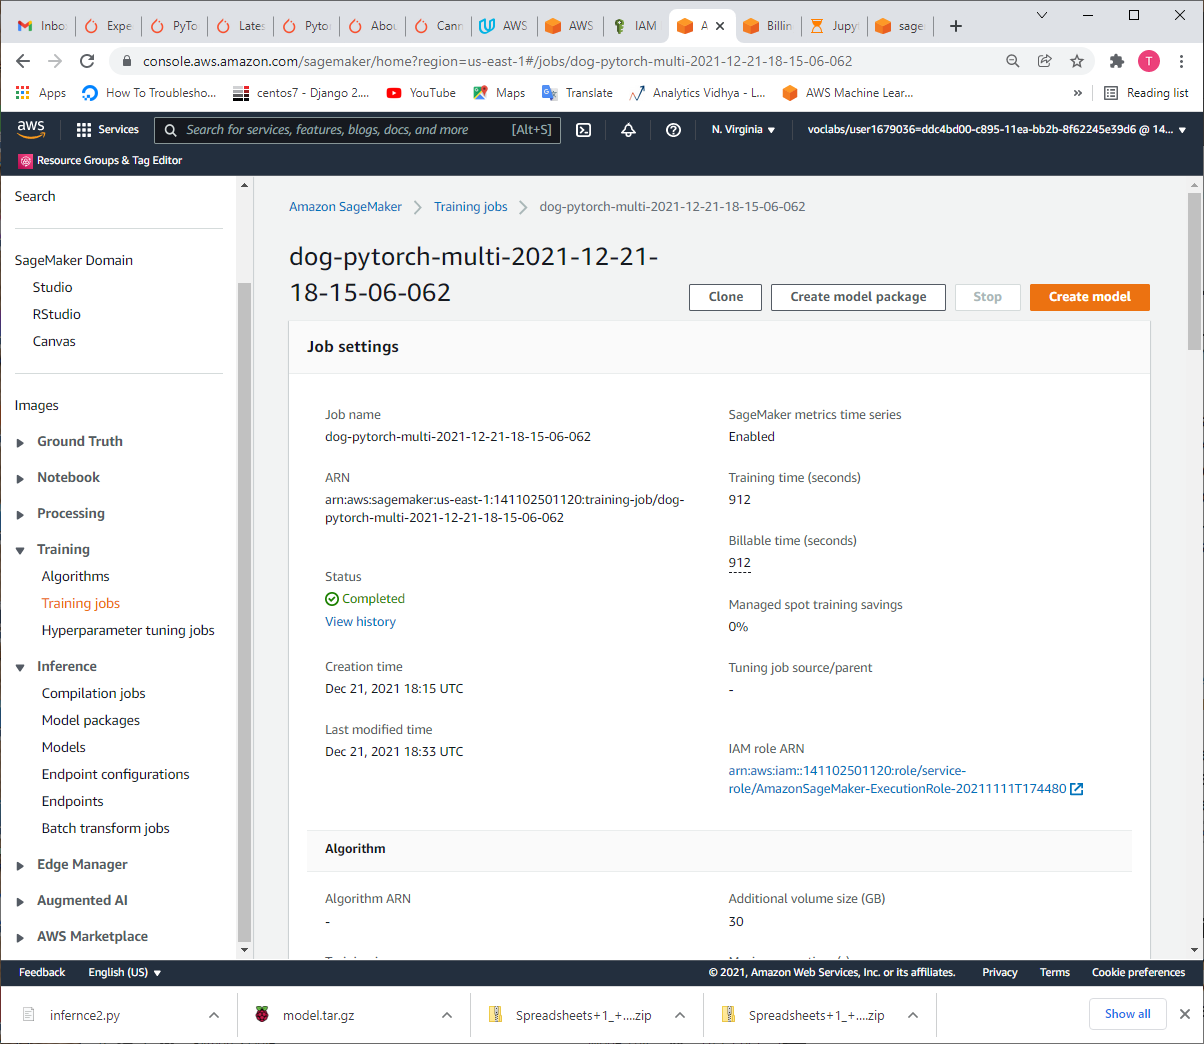 Inbo
Expe
PyTo
Lates
Pytor
Abou
Cann
AWS
AWS
IAM
A
Billin
Jupy
sage
console.aws.amazon.com/sagemaker/home?region=us-east-1#/jobs/dog-pytorch-multi-2021-12-21-18-15-06-062
T
Apps
How To Troublesho...
centos7 - Django 2....
YouTube
Maps
Translate
Analytics Vidhya - L...
AWS Machine Lear...
»
Reading list
aws
Services
Search for services, features, blogs, docs, and more
[Alt+S]
N. Virginia
voclabs/user1679036=ddc4bd00-c895-11ea-bb2b-8f62245e39d6 @ 14...
Resource Groups & Tag Editor
Search
SageMaker Domain
Studio
RStudio
Canvas
Images
Ground Truth
Notebook
Processing
Training
Algorithms
Training jobs
Hyperparameter tuning jobs
Inference
Compilation jobs
Model packages
Models
Endpoint configurations
Endpoints
Batch transform jobs
Edge Manager
Augmented AI
AWS Marketplace
Amazon SageMaker
Training jobs
dog-pytorch-multi-2021-12-21-18-15-06-062
dog-pytorch-multi-2021-12-21-
18-15-06-062
Clone
Create model package
Stop
Create model
Job settings
Job name
dog-pytorch-multi-2021-12-21-18-15-06-062
ARN
arn:aws:sagemaker:us-east-1:141102501120:training-job/dog-
pytorch-multi-2021-12-21-18-15-06-062
Status
Completed
View history
Creation time
Dec 21, 2021 18:15 UTC
Last modified time
Dec 21, 2021 18:33 UTC
SageMaker metrics time series
Enabled
Training time (seconds)
912
Billable time (seconds)
912
Managed spot training savings
0%
Tuning job source/parent
-
IAM role ARN
arn:aws:iam::141102501120:role/service-
role/AmazonSageMaker-ExecutionRole-20211111T174480
Algorithm
Algorithm ARN
-
Additional volume size (GB)
30
Feedback
English (US)
© 2021, Amazon Web Services, Inc. or its affiliates.
Privacy
Terms
Cookie preferences
infernce2.py
model.tar.gz
Spreadsheets+1_+....zip
Spreadsheets+1_+....zip
Show all